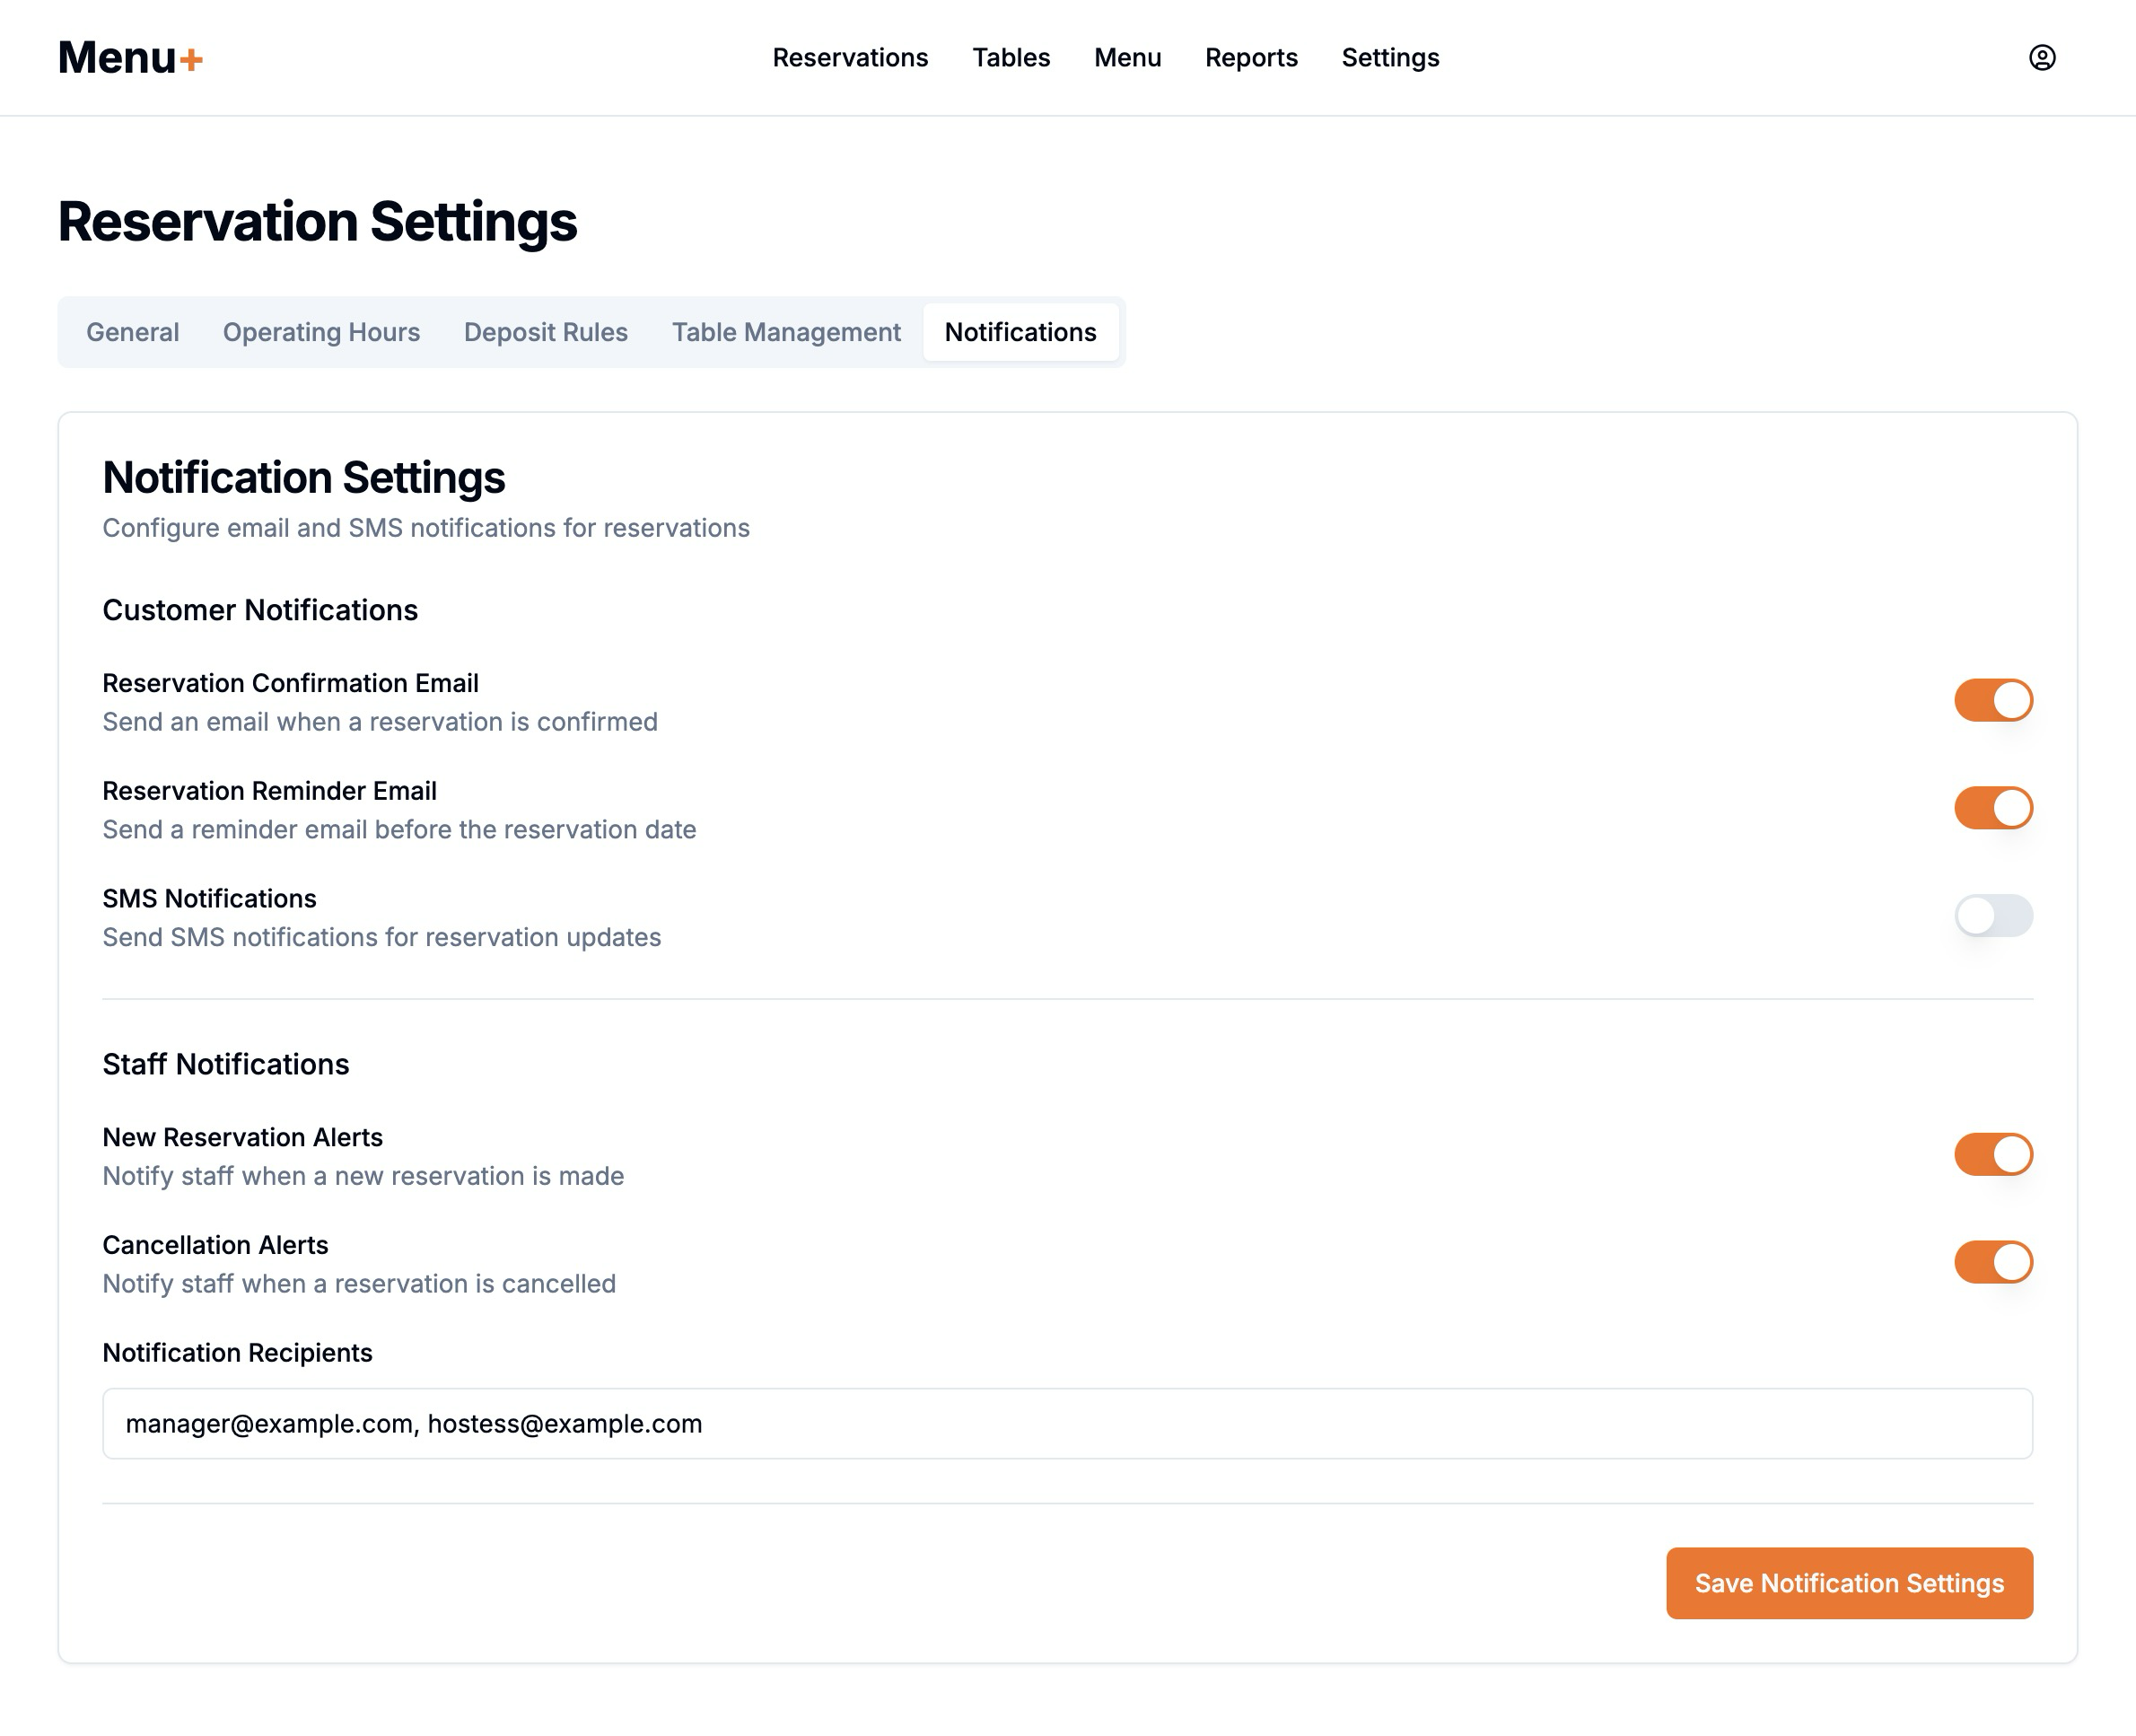 Menu+
Reservations Tables Menu Reports Settings
Reservation Settings
General Operating Hours Deposit Rules Table Management Notifications
Notification Settings
Configure email and SMS notifications for reservations
Customer Notifications
Reservation Confirmation Email
Send an email when a reservation is confirmed
Reservation Reminder Email
Send a reminder email before the reservation date
SMS Notifications
Send SMS notifications for reservation updates
Staff Notifications
New Reservation Alerts
Notify staff when a new reservation is made
Cancellation Alerts
Notify staff when a reservation is cancelled
Notification Recipients
manager@example.com, hostess@example.com
Save Notification Settings